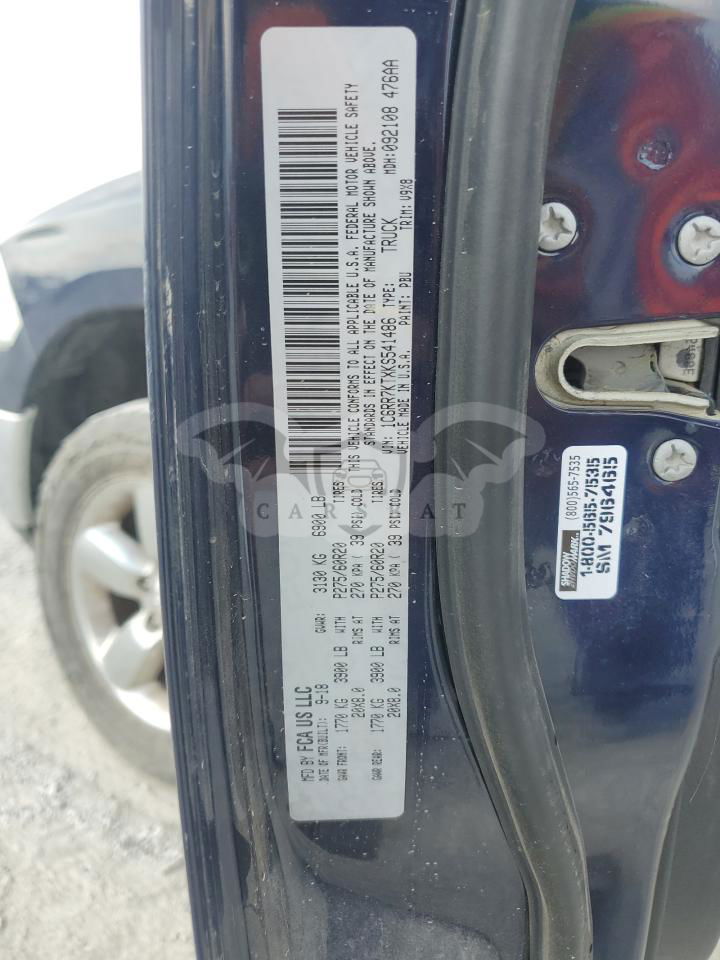 MFD BY FCA US LLC
DATE OF MFR(BUILT): 9-18 GVWR: 3130 KG 6900 LB
GAWR FRONT: 1770 KG 3900 LB WITH P275/60R20 TIRES
20X8.0 RIMS AT 270 KPA ( 39 PSI COLD
GAWR REAR: 1770 KG 3900 LB WITH P275/60R20 TIRES
20X8.0 RIMS AT 270 KPA ( 39 PSI COLD
THIS VEHICLE CONFORMS TO ALL APPLICABLE U.S.A. FEDERAL MOTOR VEHICLE SAFETY
STANDARDS IN EFFECT ON THE DATE OF MANUFACTURE SHOWN ABOVE.
VIN: 1C6RR7KTXKS541486 TYPE: TRUCK MDH:092108 476AA
VEHICLE MADE IN U.S.A. PAINT: PBU TRIM: V9X8
CARSBAT
SHADOW
MARK
(800)565-7535
1-800-565-7535
SM 7964615